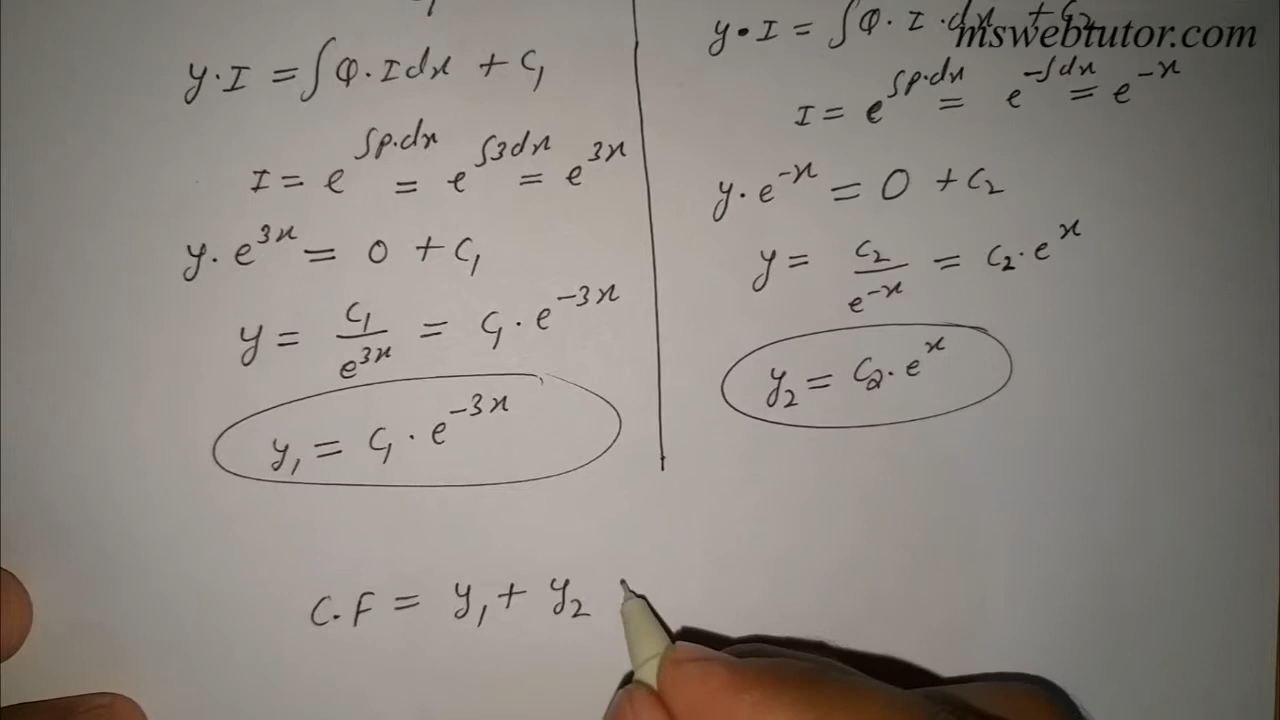 y·I = ∫Q·I dx + C₁
I = e^∫p·dx = e^∫3dx = e^3x
y·e^3x = 0 + C₁
y = C₁/e^3x = C₁·e^-3x
y₁ = C₁·e^-3x
y·I = ∫Q·I·dx + C₂
mswebtutor.com
I = e^∫p·dx = e^-∫dx = e^-x
y·e^-x = 0 + C₂
y = C₂/e^-x = C₂·e^x
y₂ = C₂·e^x
C.F = y₁ + y₂